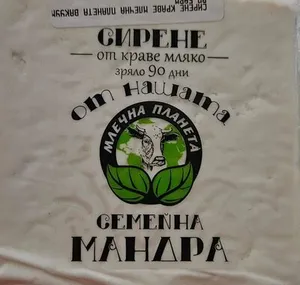 СИРЕНЕ КРАВЕ МЛЕЧНА ПЛАНЕТА ВАКУУМ
СИРЕНЕ
от краве мляко
зряло 90 дни
от нашата
МЛЕЧНА ПЛАНЕТА
СЕМЕЙНА
МАНДРА